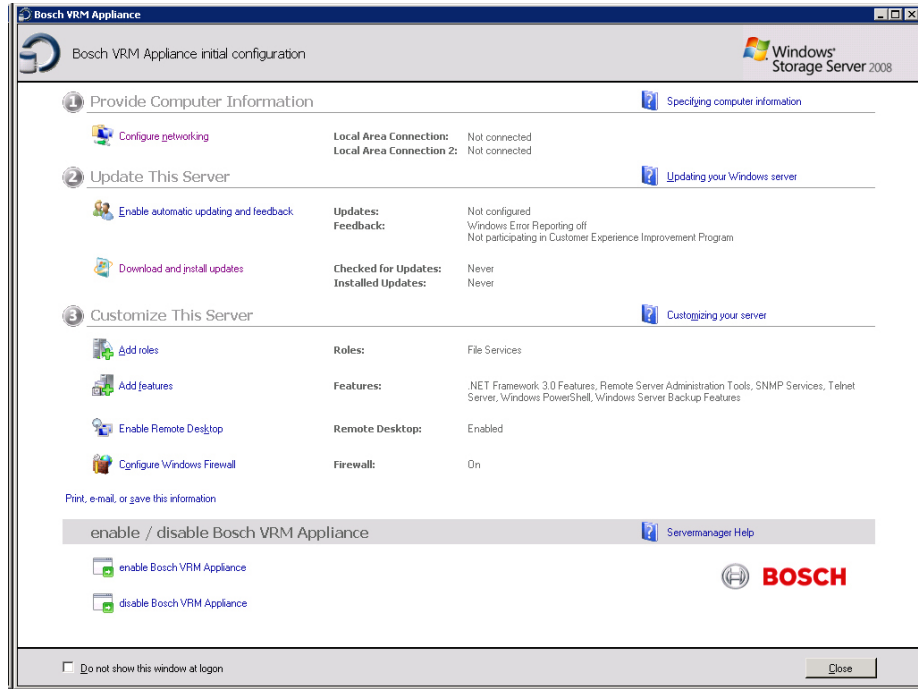 Bosch VRM Appliance
Bosch VRM Appliance initial configuration
Windows®
Storage Server 2008
1 Provide Computer Information
Specifying computer information
Configure networking
Local Area Connection: Not connected
Local Area Connection 2: Not connected
2 Update This Server
Updating your Windows server
Enable automatic updating and feedback
Updates: Not configured
Feedback: Windows Error Reporting off
Not participating in Customer Experience Improvement Program
Download and install updates
Checked for Updates: Never
Installed Updates: Never
3 Customize This Server
Customizing your server
Add roles
Roles: File Services
Add features
Features: .NET Framework 3.0 Features, Remote Server Administration Tools, SNMP Services, Telnet
Server, Windows PowerShell, Windows Server Backup Features
Enable Remote Desktop
Remote Desktop: Enabled
Configure Windows Firewall
Firewall: On
Print, e-mail, or save this information
enable / disable Bosch VRM Appliance
Servermanager Help
enable Bosch VRM Appliance
BOSCH
disable Bosch VRM Appliance
Do not show this window at logon
Close